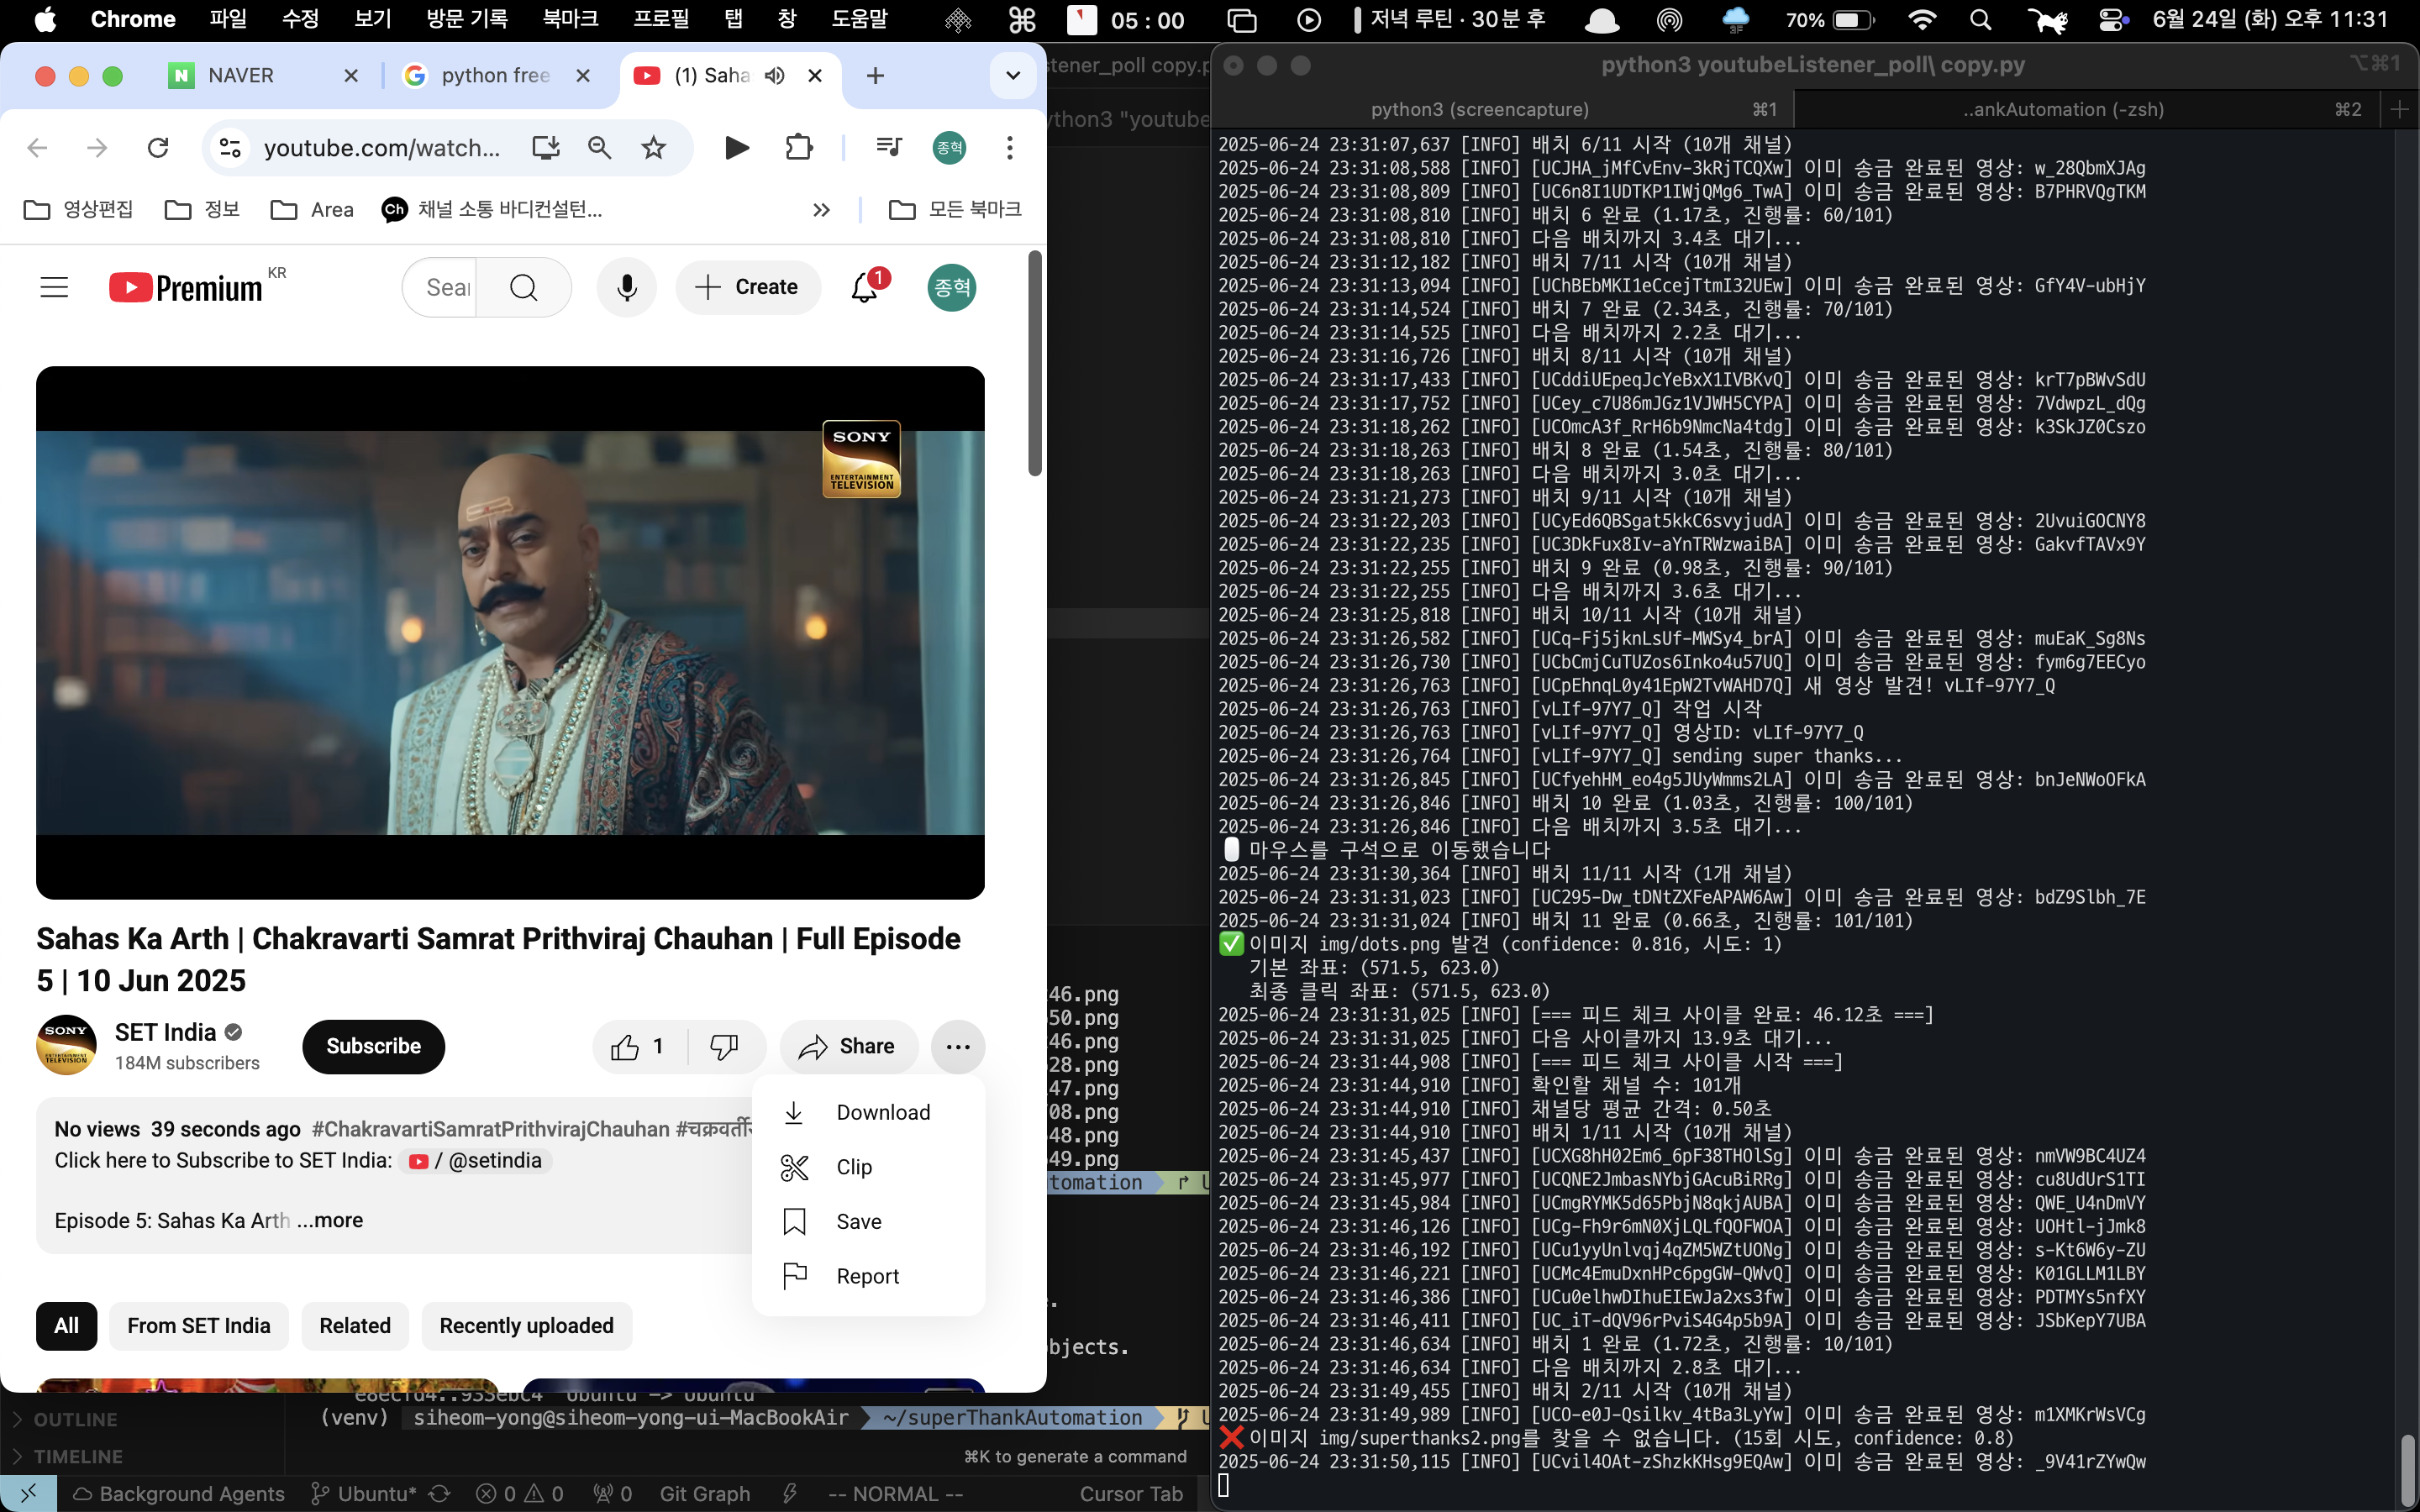 Chrome 파일 수정 보기 방문 기록 북마크 프로필 탭 창 도움말 05 : 00 저녁 루틴 · 30분 후 3F 70% 6월 24일 (화) 오후 11:31
NAVER
python free
(1) Saha
youtube.com/watch...
종혁
영상편집 정보 Area Ch 채널 소통 바디컨설턴... 모든 북마크
Premium KR
Sear
Create
1
종혁
SONY
ENTERTAINMENT
TELEVISION
Sahas Ka Arth | Chakravarti Samrat Prithviraj Chauhan | Full Episode
5 | 10 Jun 2025
SONY
ENTERTAINMENT
TELEVISION
SET India
184M subscribers
Subscribe
1
Share
Download
Clip
Save
Report
No views 39 seconds ago #ChakravartiSamratPrithvirajChauhan
Click here to Subscribe to SET India: / @setindia
Episode 5: Sahas Ka Arth ...more
All
From SET India
Related
Recently uploaded
stener_poll copy.p
ython3 "youtube
46.png
50.png
46.png
28.png
47.png
08.png
48.png
49.png
tomation
bjects.
e8ecfd4..933ebc4 Ubuntu -> Ubuntu
(venv) siheom-yong@siheom-yong-ui-MacBookAir ~/superThankAutomation
OUTLINE
TIMELINE
⌘K to generate a command
Background Agents Ubuntu* 0 0 0 Git Graph -- NORMAL -- Cursor Tab
python3 youtubeListener_poll\ copy.py ⌥⌘1
python3 (screencapture) ⌘1 ..ankAutomation (-zsh) ⌘2
2025-06-24 23:31:07,637 [INFO] 배치 6/11 시작 (10개 채널)
2025-06-24 23:31:08,588 [INFO] [UCJHA_jMfCvEnv-3kRjTCQXw] 이미 송금 완료된 영상: w_28QbmXJAg
2025-06-24 23:31:08,809 [INFO] [UC6n8I1UDTKP1IWjQMg6_TwA] 이미 송금 완료된 영상: B7PHRVQgTKM
2025-06-24 23:31:08,810 [INFO] 배치 6 완료 (1.17초, 진행률: 60/101)
2025-06-24 23:31:08,810 [INFO] 다음 배치까지 3.4초 대기...
2025-06-24 23:31:12,182 [INFO] 배치 7/11 시작 (10개 채널)
2025-06-24 23:31:13,094 [INFO] [UChBEbMKI1eCcejTtmI32UEw] 이미 송금 완료된 영상: GfY4V-ubHjY
2025-06-24 23:31:14,524 [INFO] 배치 7 완료 (2.34초, 진행률: 70/101)
2025-06-24 23:31:14,525 [INFO] 다음 배치까지 2.2초 대기...
2025-06-24 23:31:16,726 [INFO] 배치 8/11 시작 (10개 채널)
2025-06-24 23:31:17,433 [INFO] [UCddiUEpeqJcYeBxX1IVBKvQ] 이미 송금 완료된 영상: krT7pBWvSdU
2025-06-24 23:31:17,752 [INFO] [UCey_c7U86mJGz1VJWH5CYPA] 이미 송금 완료된 영상: 7VdwpzL_dQg
2025-06-24 23:31:18,262 [INFO] [UCOmcA3f_RrH6b9NmcNa4tdg] 이미 송금 완료된 영상: k3SkJZ0Cszo
2025-06-24 23:31:18,263 [INFO] 배치 8 완료 (1.54초, 진행률: 80/101)
2025-06-24 23:31:18,263 [INFO] 다음 배치까지 3.0초 대기...
2025-06-24 23:31:21,273 [INFO] 배치 9/11 시작 (10개 채널)
2025-06-24 23:31:22,203 [INFO] [UCyEd6QBSgat5kkC6svyjudA] 이미 송금 완료된 영상: 2UvuiGOCNY8
2025-06-24 23:31:22,235 [INFO] [UC3DkFux8Iv-aYnTRWzwaiBA] 이미 송금 완료된 영상: GakvfTAVx9Y
2025-06-24 23:31:22,255 [INFO] 배치 9 완료 (0.98초, 진행률: 90/101)
2025-06-24 23:31:22,255 [INFO] 다음 배치까지 3.6초 대기...
2025-06-24 23:31:25,818 [INFO] 배치 10/11 시작 (10개 채널)
2025-06-24 23:31:26,582 [INFO] [UCq-Fj5jknLsUf-MWSy4_brA] 이미 송금 완료된 영상: muEaK_Sg8Ns
2025-06-24 23:31:26,730 [INFO] [UCbCmjCuTUZos6Inko4u57UQ] 이미 송금 완료된 영상: fym6g7EECyo
2025-06-24 23:31:26,763 [INFO] [UCpEhnqL0y41EpW2TvWAHD7Q] 새 영상 발견! vLIf-97Y7_Q
2025-06-24 23:31:26,763 [INFO] [vLIf-97Y7_Q] 작업 시작
2025-06-24 23:31:26,763 [INFO] [vLIf-97Y7_Q] 영상ID: vLIf-97Y7_Q
2025-06-24 23:31:26,764 [INFO] [vLIf-97Y7_Q] sending super thanks...
2025-06-24 23:31:26,845 [INFO] [UCfyehHM_eo4g5JUyWmms2LA] 이미 송금 완료된 영상: bnJeNWoOFkA
2025-06-24 23:31:26,846 [INFO] 배치 10 완료 (1.03초, 진행률: 100/101)
2025-06-24 23:31:26,846 [INFO] 다음 배치까지 3.5초 대기...
마우스를 구석으로 이동했습니다
2025-06-24 23:31:30,364 [INFO] 배치 11/11 시작 (1개 채널)
2025-06-24 23:31:31,023 [INFO] [UC295-Dw_tDNtZXFeAPAW6Aw] 이미 송금 완료된 영상: bdZ9Slbh_7E
2025-06-24 23:31:31,024 [INFO] 배치 11 완료 (0.66초, 진행률: 101/101)
✅ 이미지 img/dots.png 발견 (confidence: 0.816, 시도: 1)
기본 좌표: (571.5, 623.0)
최종 클릭 좌표: (571.5, 623.0)
2025-06-24 23:31:31,025 [INFO] [=== 피드 체크 사이클 완료: 46.12초 ===]
2025-06-24 23:31:31,025 [INFO] 다음 사이클까지 13.9초 대기...
2025-06-24 23:31:44,908 [INFO] [=== 피드 체크 사이클 시작 ===]
2025-06-24 23:31:44,910 [INFO] 확인할 채널 수: 101개
2025-06-24 23:31:44,910 [INFO] 채널당 평균 간격: 0.50초
2025-06-24 23:31:44,910 [INFO] 배치 1/11 시작 (10개 채널)
2025-06-24 23:31:45,437 [INFO] [UCXG8hH02Em6_6pF38THOlSg] 이미 송금 완료된 영상: nmVW9BC4UZ4
2025-06-24 23:31:45,977 [INFO] [UCQNE2JmbasNYbjGAcuBiRRg] 이미 송금 완료된 영상: cu8UdUrS1TI
2025-06-24 23:31:45,984 [INFO] [UCmgRYMK5d65PbjN8qkjAUBA] 이미 송금 완료된 영상: QWE_U4nDmVY
2025-06-24 23:31:46,126 [INFO] [UCg-Fh9r6mN0XjLQLfQOFWOA] 이미 송금 완료된 영상: UOHtl-jJmk8
2025-06-24 23:31:46,192 [INFO] [UCu1yyUnlvqj4qZM5WZtUONg] 이미 송금 완료된 영상: s-Kt6W6y-ZU
2025-06-24 23:31:46,221 [INFO] [UCMc4EmuDxnHPc6pgGW-QWvQ] 이미 송금 완료된 영상: K01GLLM1LBY
2025-06-24 23:31:46,386 [INFO] [UCu0elhwDIhuEIEwJa2xs3fw] 이미 송금 완료된 영상: PDTMYs5nfXY
2025-06-24 23:31:46,411 [INFO] [UC_iT-dQV96rPviS4G4p5b9A] 이미 송금 완료된 영상: JSbKepY7UBA
2025-06-24 23:31:46,634 [INFO] 배치 1 완료 (1.72초, 진행률: 10/101)
2025-06-24 23:31:46,634 [INFO] 다음 배치까지 2.8초 대기...
2025-06-24 23:31:49,455 [INFO] 배치 2/11 시작 (10개 채널)
2025-06-24 23:31:49,989 [INFO] [UCO-e0J-Qsilkv_4tBa3LyYw] 이미 송금 완료된 영상: m1XMKrWsVCg
❌ 이미지 img/superthanks2.png를 찾을 수 없습니다. (15회 시도, confidence: 0.8)
2025-06-24 23:31:50,115 [INFO] [UCvil4OAt-zShzkKHsg9EQAw] 이미 송금 완료된 영상: _9V41rZYwQw